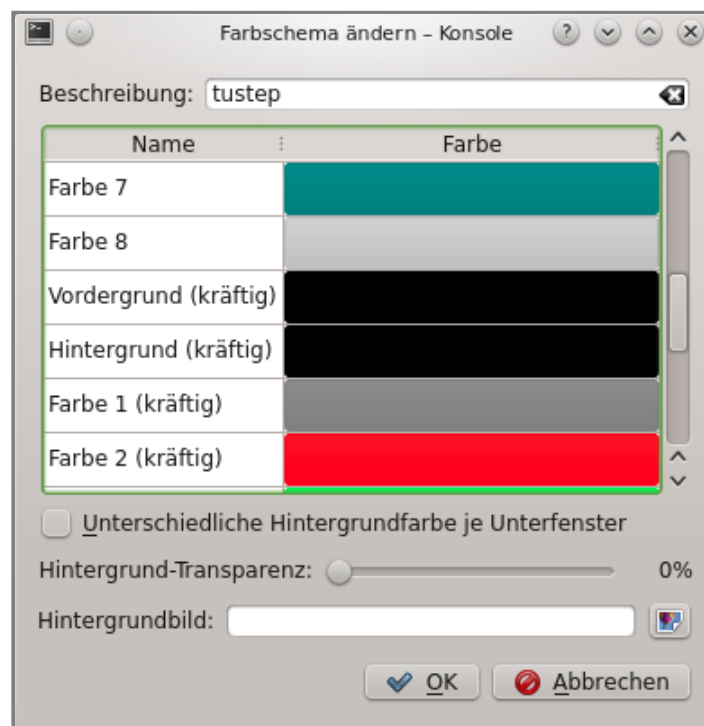 Farbschema ändern – Konsole
Beschreibung: tustep
Name Farbe
Farbe 7
Farbe 8
Vordergrund (kräftig)
Hintergrund (kräftig)
Farbe 1 (kräftig)
Farbe 2 (kräftig)
Unterschiedliche Hintergrundfarbe je Unterfenster
Hintergrund-Transparenz: 0%
Hintergrundbild:
OK Abbrechen